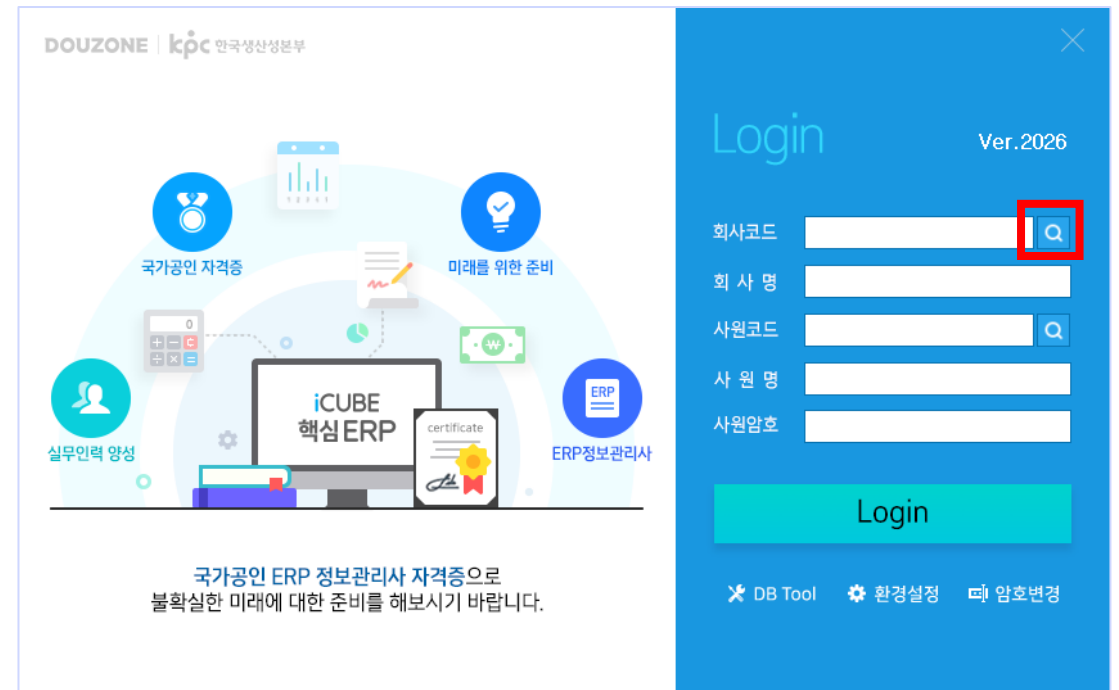 DOUZONE kpc 한국생산성본부
Login
Ver.2026
회사코드
회 사 명
사원코드
사 원 명
사원암호
Login
DB Tool 환경설정 암호변경
국가공인 자격증
미래를 위한 준비
0
iCUBE
핵심 ERP
certificate
ERP
실무인력 양성
ERP정보관리사
국가공인 ERP 정보관리사 자격증으로
불확실한 미래에 대한 준비를 해보시기 바랍니다.